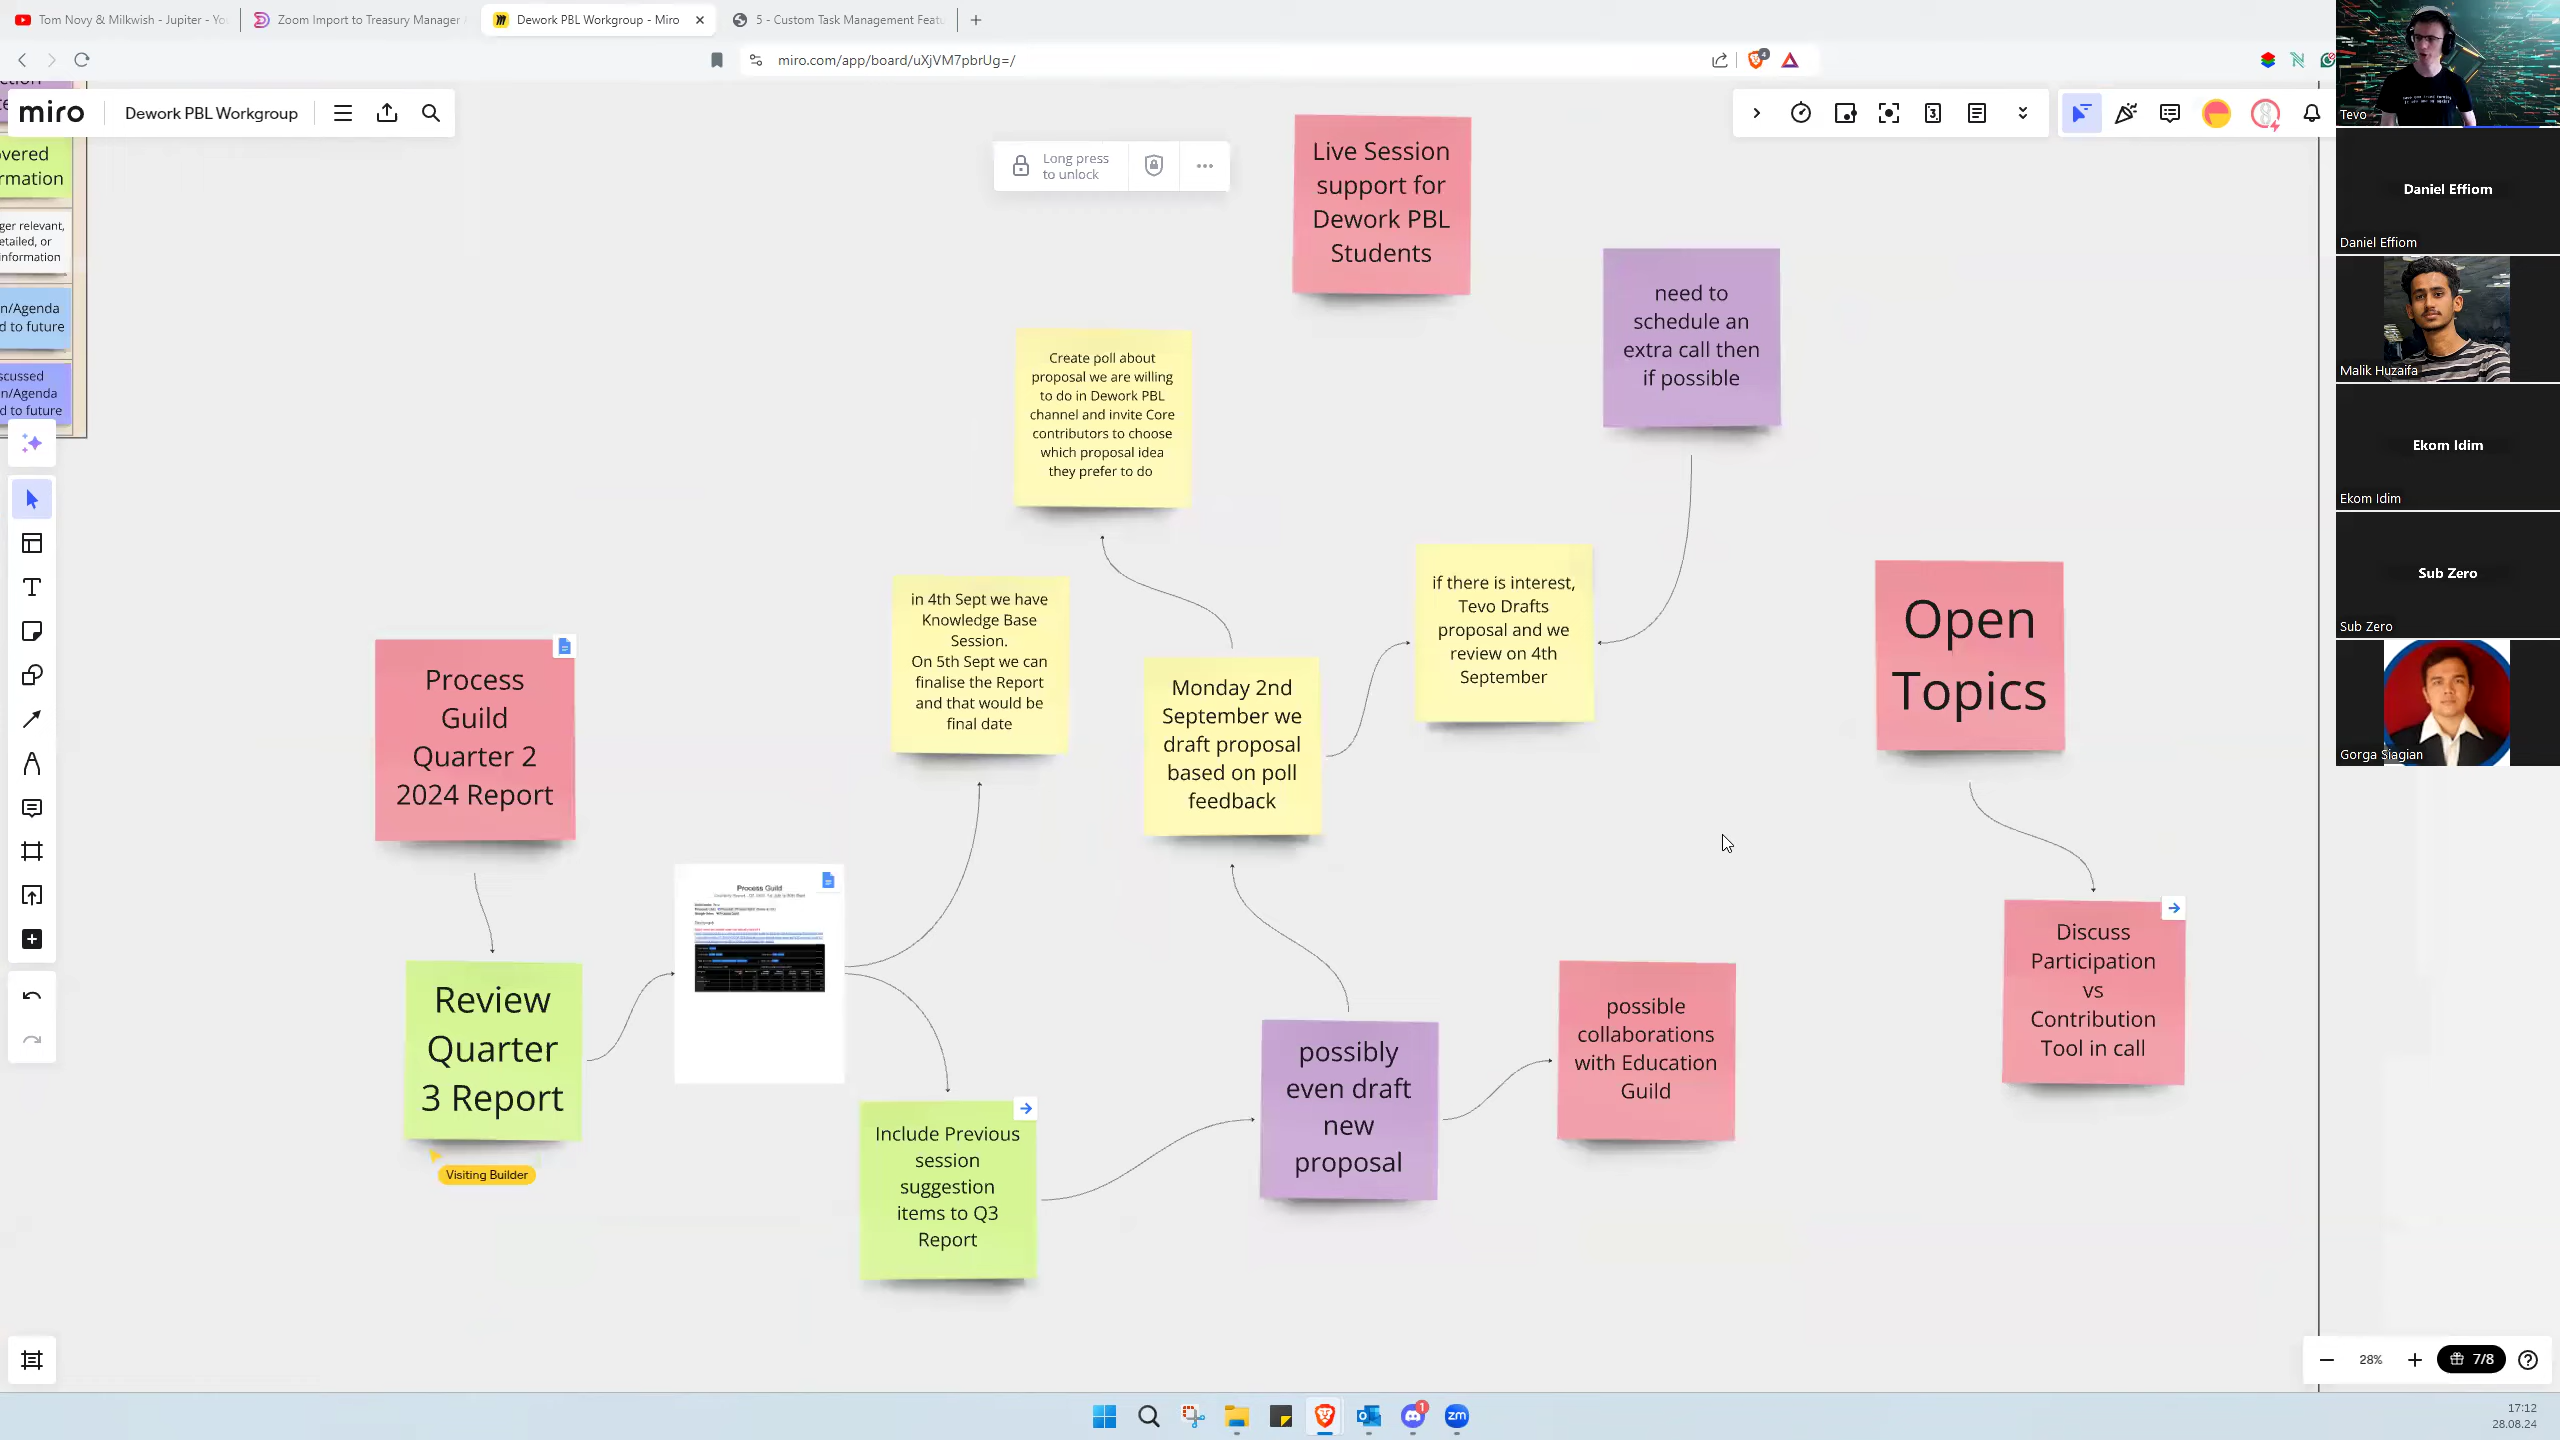 Tom Novy & Milkwish - Jupiter - Yo
Zoom Import to Treasury Manager
Dework PBL Workgroup - Miro
5 - Custom Task Management Featu
miro.com/app/board/uXjVM7pbrUg=/
4
miro
Dework PBL Workgroup
Long press
to unlock
3
vered
rmation
ger relevant,
etailed, or
information
n/Agenda
d to future
scussed
n/Agenda
d to future
Live Session
support for
Dework PBL
Students
need to
schedule an
extra call then
if possible
Create poll about
proposal we are willing
to do in Dework PBL
channel and invite Core
contributors to choose
which proposal idea
they prefer to do
in 4th Sept we have
Knowledge Base
Session.
On 5th Sept we can
finalise the Report
and that would be
final date
if there is interest,
Tevo Drafts
proposal and we
review on 4th
September
Open
Topics
Process
Guild
Quarter 2
2024 Report
Monday 2nd
September we
draft proposal
based on poll
feedback
Process Guild
Review
Quarter
3 Report
Visiting Builder
Include Previous
session
suggestion
items to Q3
Report
possibly
even draft
new
proposal
possible
collaborations
with Education
Guild
Discuss
Participation
vs
Contribution
Tool in call
Tevo
Daniel Effiom
Daniel Effiom
Malik Huzaifa
Ekom Idim
Ekom Idim
Sub Zero
Sub Zero
Gorga Siagian
28%
7/8
1
zm
17:12
28.08.24